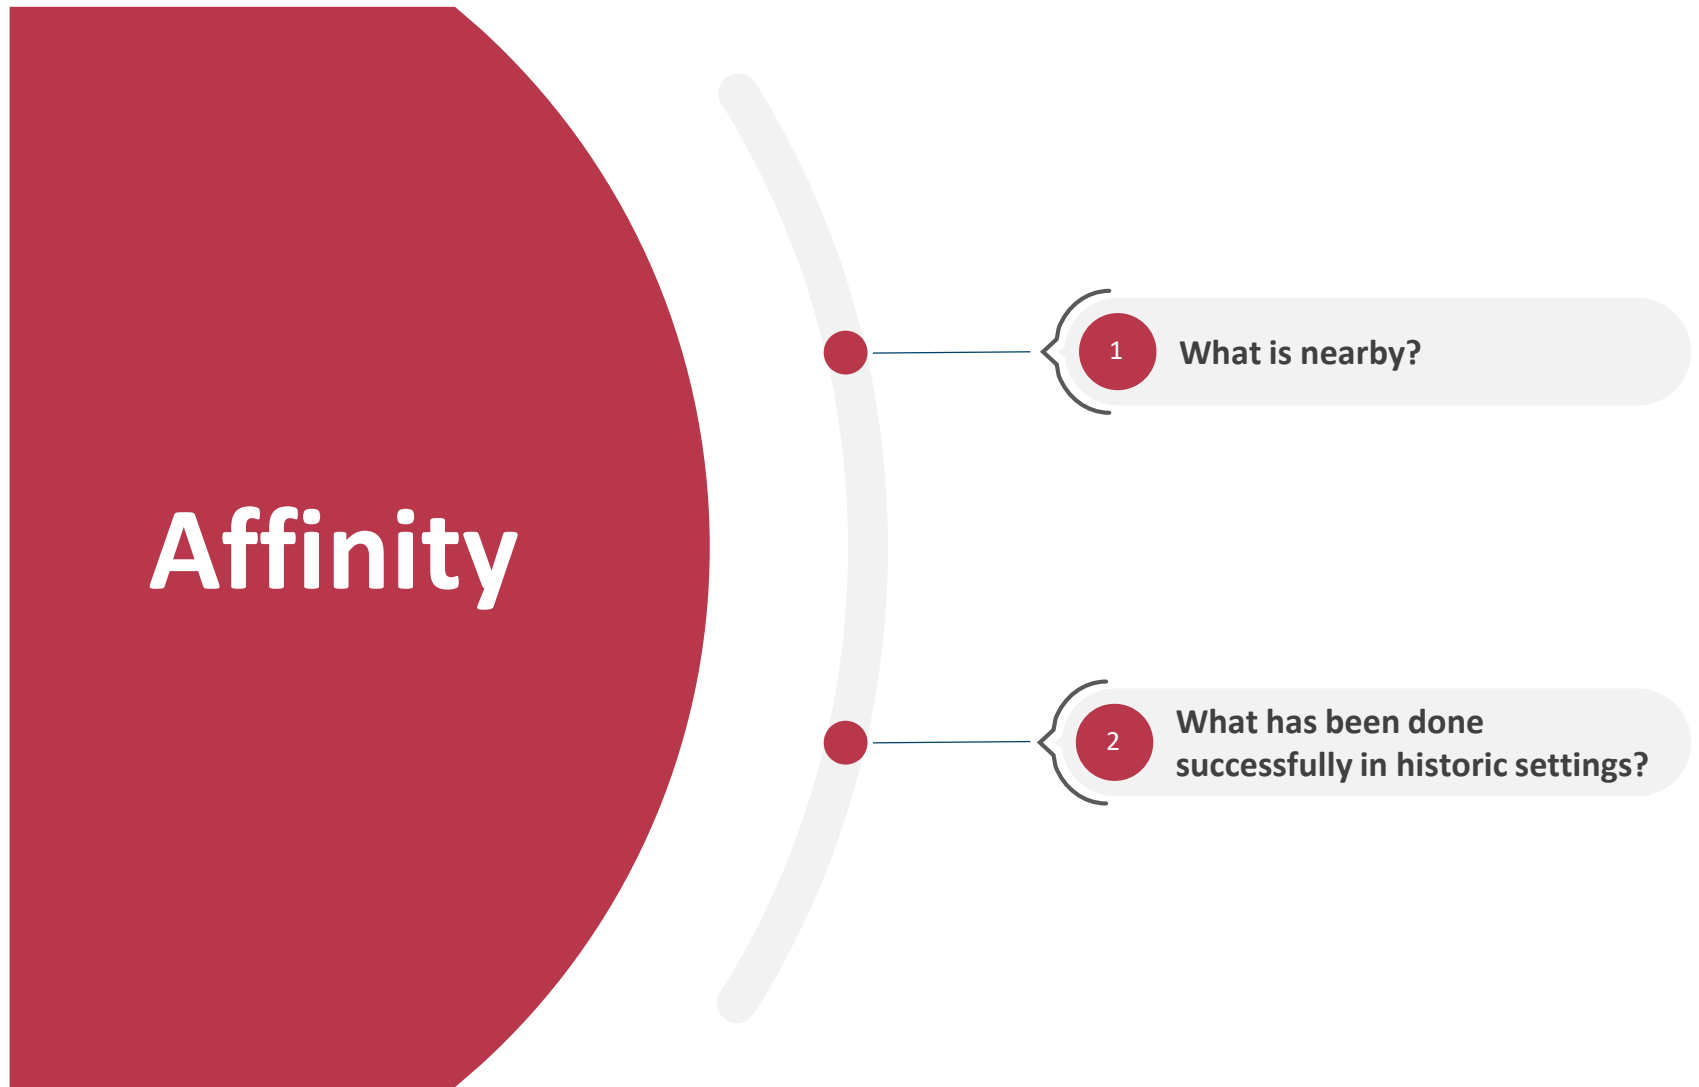 Affinity
1
What is nearby?
2
What has been done
successfully in historic settings?